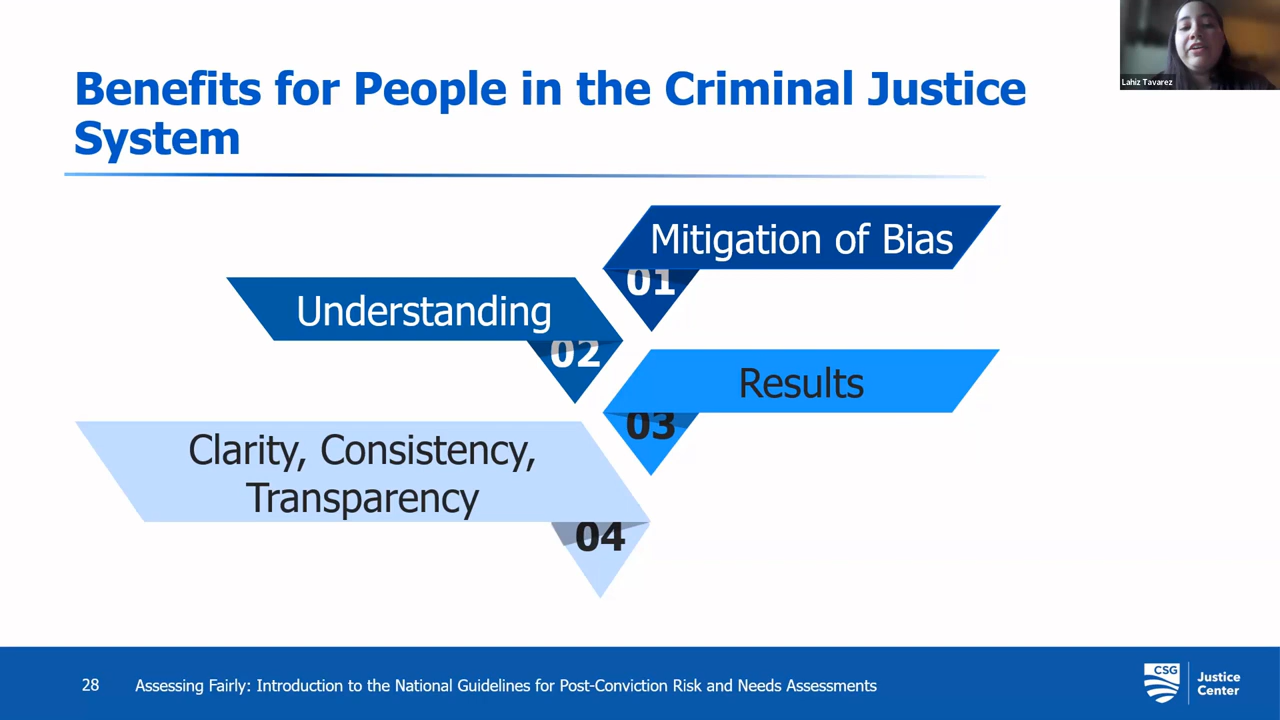 Benefits for People in the Criminal Justice
System
Lahiz Tavarez
Mitigation of Bias
01
Understanding
02
Results
03
Clarity, Consistency,
Transparency
04
28
Assessing Fairly: Introduction to the National Guidelines for Post-Conviction Risk and Needs Assessments
CSG
Justice
Center